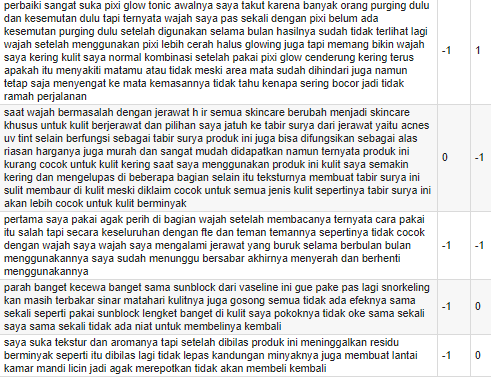 perbaiki sangat suka pixi glow tonic awalnya saya takut karena banyak orang purging dulu
dan kesemutan dulu tapi ternyata wajah saya pas sekali dengan pixi belum ada
kesemutan purging dulu setelah digunakan selama bulan hasilnya sudah tidak terlihat lagi
wajah setelah menggunakan pixi lebih cerah halus glowing juga tapi memang bikin wajah
saya kering kulit saya normal kombinasi setelah pakai pixi glow cenderung kering terus
apakah itu menyakiti matamu atau tidak meski area mata sudah dihindari juga namun
tetap saja menyengat ke mata kemasannya tidak tahu kenapa sering bocor jadi tidak
ramah perjalanan
-1
1
saat wajah bermasalah dengan jerawat h ir semua skincare berubah menjadi skincare
khusus untuk kulit berjerawat dan pilihan saya jatuh ke tabir surya dari jerawat yaitu acnes
uv tint selain berfungsi sebagai tabir surya produk ini juga bisa difungsikan sebagai alas
riasan harganya juga murah dan sangat mudah didapatkan namun ternyata produk ini
kurang cocok untuk kulit kering saat saya menggunakan produk ini kulit saya semakin
kering dan mengelupas di beberapa bagian selain itu teksturnya membuat tabir surya ini
sulit membaur di kulit meski diklaim cocok untuk semua jenis kulit sepertinya tabir surya ini
akan lebih cocok untuk kulit berminyak
0
-1
pertama saya pakai agak perih di bagian wajah setelah membacanya ternyata cara pakai
itu salah tapi secara keseluruhan dengan fte dan teman temannya sepertinya tidak cocok
dengan wajah saya wajah saya mengalami jerawat yang buruk selama berbulan bulan
menggunakannya saya sudah menunggu bersabar akhirnya menyerah dan berhenti
menggunakannya
-1
-1
parah banget kecewa banget sama sunblock dari vaseline ini gue pake pas lagi snorkeling
kan masih terbakar sinar matahari kulitnya juga gosong semua tidak ada efeknya sama
sekali seperti pakai sunblock lengket banget di kulit saya pokoknya tidak oke sama sekali
saya sama sekali tidak ada niat untuk membelinya kembali
-1
0
saya suka tekstur dan aromanya tapi setelah dibilas produk ini meninggalkan residu
berminyak seperti itu dibilas lagi tidak lepas kandungan minyaknya juga membuat lantai
kamar mandi licin jadi agak merepotkan tidak akan membeli kembali
-1
0